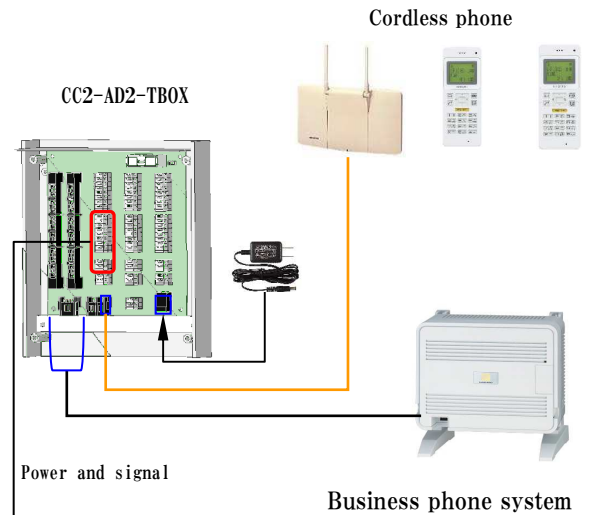 Cordless phone
CC2-AD2-TBOX
Power and signal
Business phone system